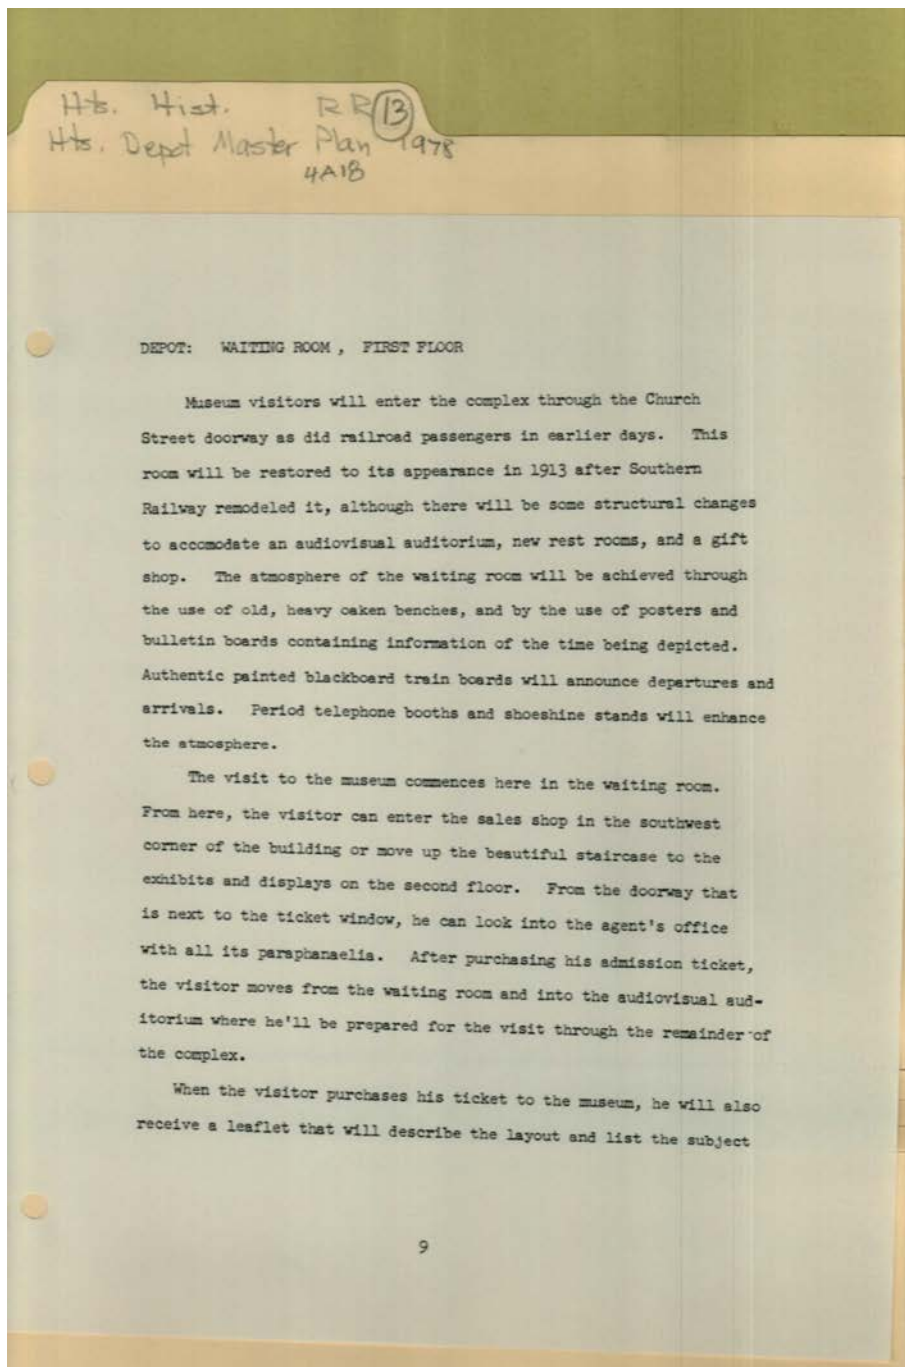 Hts. Hist. RR 13
Hts. Depot Master Plan 1978
4A18
DEPOT: WAITING ROOM , FIRST FLOOR
Museum visitors will enter the complex through the Church
Street doorway as did railroad passengers in earlier days. This
room will be restored to its appearance in 1913 after Southern
Railway remodeled it, although there will be some structural changes
to accomodate an audiovisual auditorium, new rest rooms, and a gift
shop. The atmosphere of the waiting room will be achieved through
the use of old, heavy oaken benches, and by the use of posters and
bulletin boards containing information of the time being depicted.
Authentic painted blackboard train boards will announce departures and
arrivals. Period telephone booths and shoeshine stands will enhance
the atmosphere.
The visit to the museum commences here in the waiting room.
From here, the visitor can enter the sales shop in the southwest
corner of the building or move up the beautiful staircase to the
exhibits and displays on the second floor. From the doorway that
is next to the ticket window, he can look into the agent's office
with all its paraphanaelia. After purchasing his admission ticket,
the visitor moves from the waiting room and into the audiovisual aud-
itorium where he'll be prepared for the visit through the remainder of
the complex.
When the visitor purchases his ticket to the museum, he will also
receive a leaflet that will describe the layout and list the subject
9